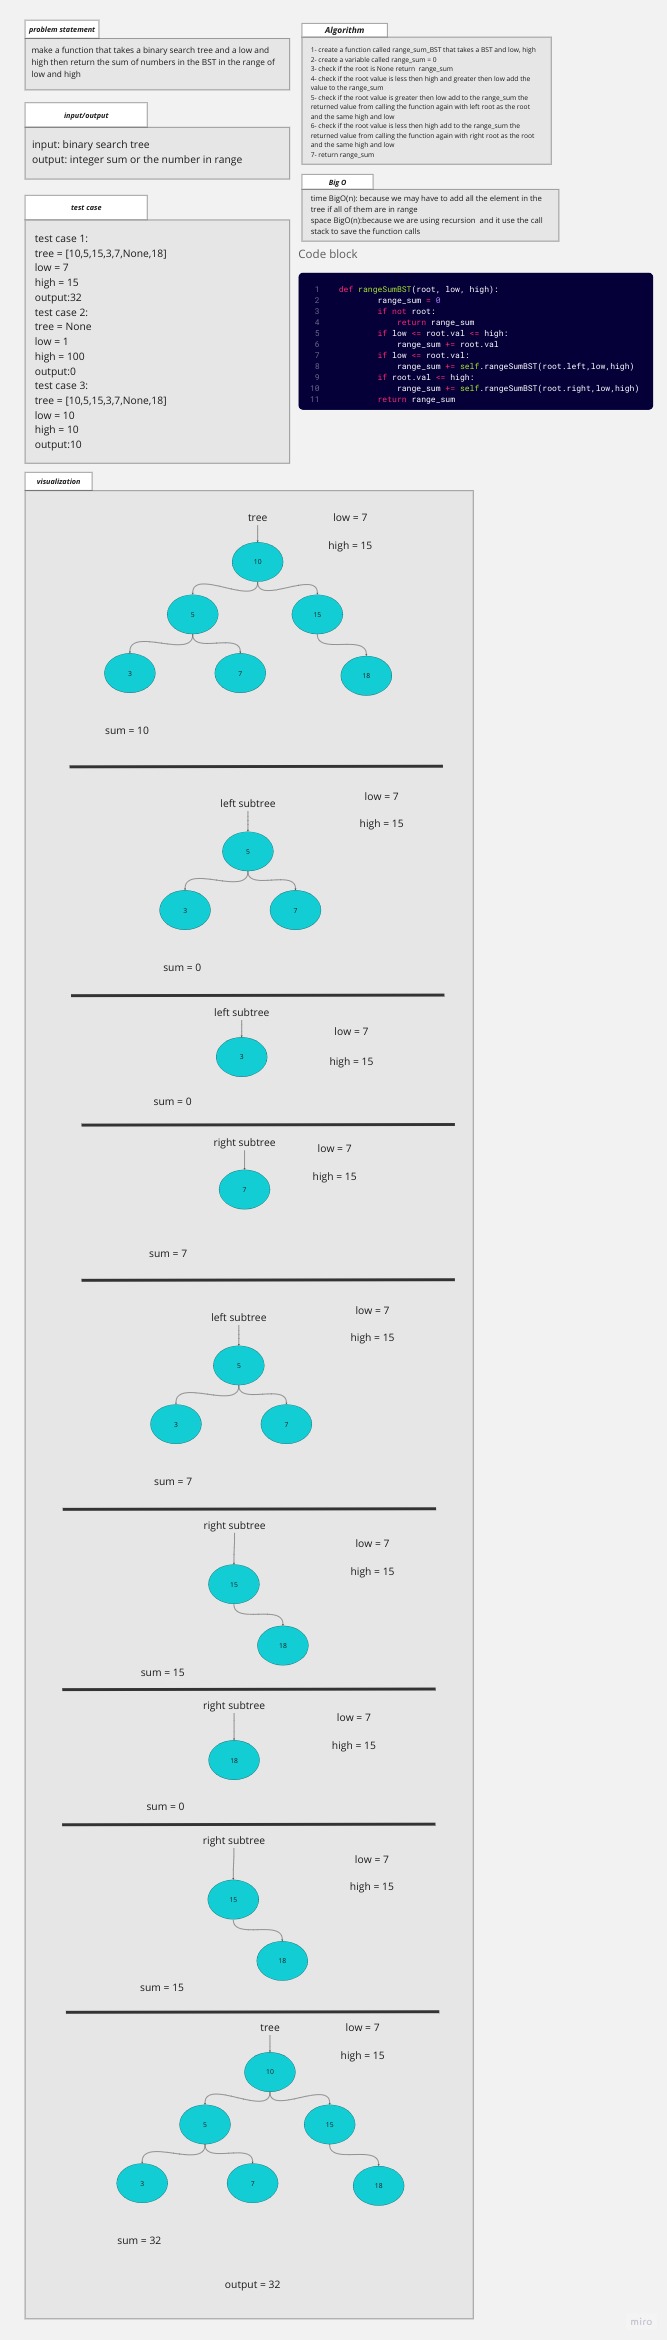 problem statement
make a function that takes a binary search tree and a low and
high then return the sum of numbers in the BST in the range of
low and high
input/output
input: binary search tree
output: integer sum or the number in range
test case
test case 1:
tree = [10,5,15,3,7,None,18]
low = 7
high = 15
output:32
test case 2:
tree = None
low = 1
high = 100
output:0
test case 3:
tree = [10,5,15,3,7,None,18]
low = 10
high = 10
output:10
Algorithm
1- create a function called range_sum_BST that takes a BST and low, high
2- create a variable called range_sum = 0
3- check if the root is None return  range_sum
4- check if the root value is less then high and greater then low add the
value to the range_sum
5- check if the root value is greater then low add to the range_sum the
returned value from calling the function again with left root as the root
and the same high and low
6- check if the root value is less then high add to the range_sum the
returned value from calling the function again with right root as the root
and the same high and low
7- return range_sum
Big O
time BigO(n): because we may have to add all the element in the
tree if all of them are in range
space BigO(n):because we are using recursion  and it use the call
stack to save the function calls
Code block
1 def rangeSumBST(root, low, high):
2 range_sum = 0
3 if not root:
4 return range_sum
5 if low <= root.val <= high:
6 range_sum += root.val
7 if low <= root.val:
8 range_sum += self.rangeSumBST(root.left,low,high)
9 if root.val <= high:
10 range_sum += self.rangeSumBST(root.right,low,high)
11 return range_sum
visualization
tree
low = 7
high = 15
10
5
15
3
7
18
sum = 10
left subtree
low = 7
high = 15
5
3
7
sum = 0
left subtree
low = 7
high = 15
3
sum = 0
right subtree
low = 7
high = 15
7
sum = 7
left subtree
low = 7
high = 15
5
3
7
sum = 7
right subtree
low = 7
high = 15
15
18
sum = 15
right subtree
low = 7
high = 15
18
sum = 0
right subtree
low = 7
high = 15
15
18
sum = 15
tree
low = 7
high = 15
10
5
15
3
7
18
sum = 32
output = 32
miro